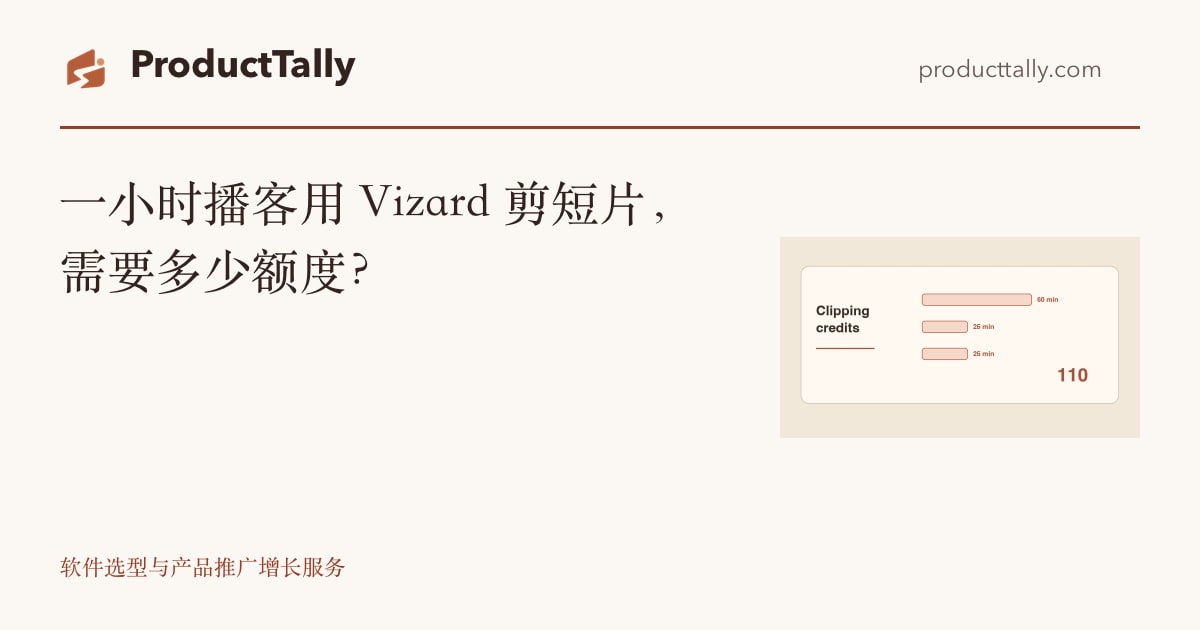 ProductTally
producttally.com
一小时播客用 Vizard 剪短片，
需要多少额度？
Clipping
credits
60 min
25 min
25 min
110
软件选型与产品推广增长服务